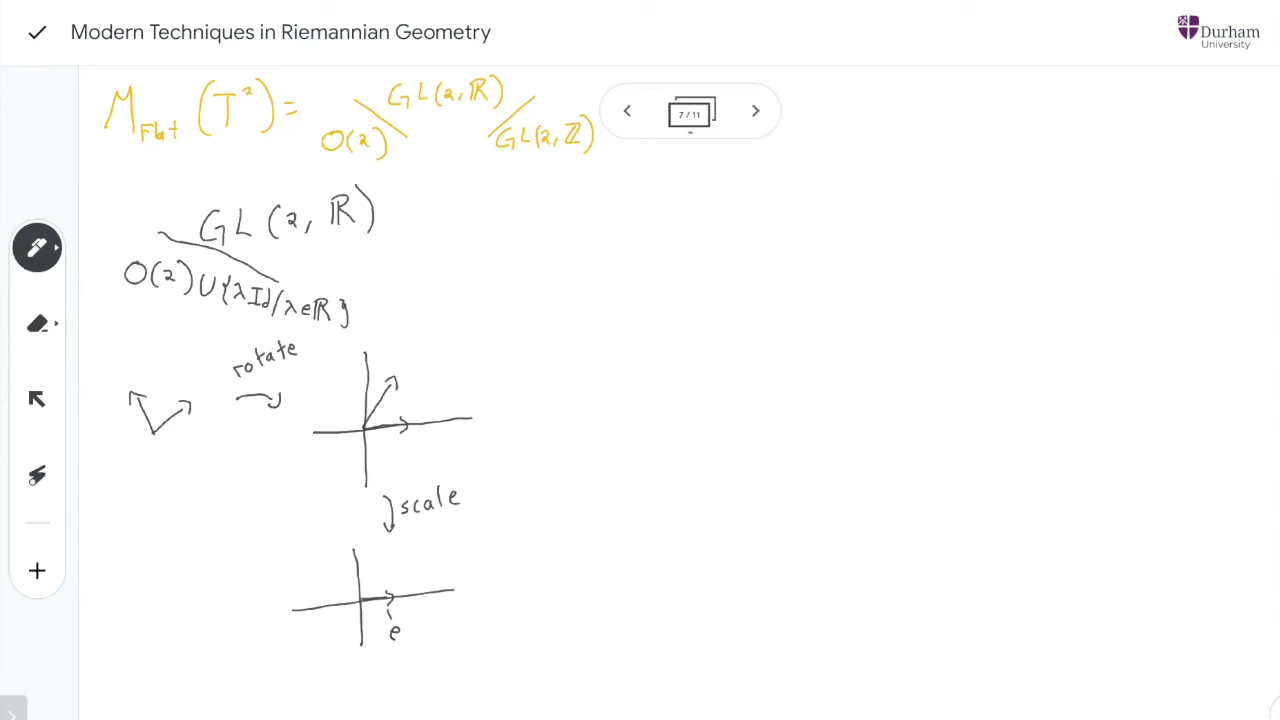 Modern Techniques in Riemannian Geometry
Durham
University
M_Flat (T²) = O(2) \ GL(2, ℝ) / GL(2, ℤ)
7 / 11
GL(2, ℝ)
O(2) ∪ {λId / λ∈ℝ}
rotate
scale
e